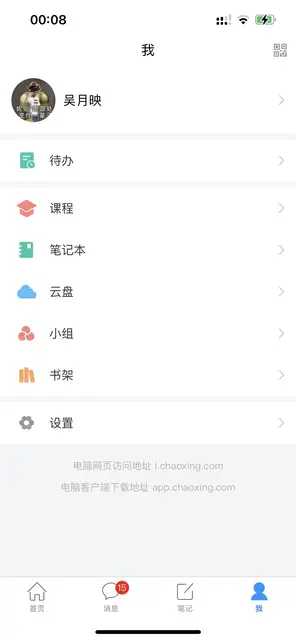 00:08
我
吴月映
待办
课程
笔记本
云盘
小组
书架
设置
电脑网页访问地址 i.chaoxing.com
电脑客户端下载地址 app.chaoxing.com
15
首页
消息
笔记
我